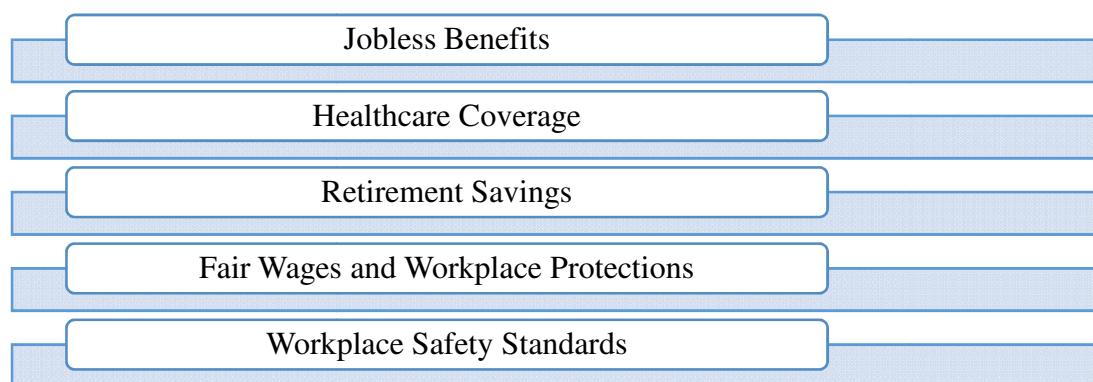 Jobless Benefits
Healthcare Coverage
Retirement Savings
Fair Wages and Workplace Protections
Workplace Safety Standards